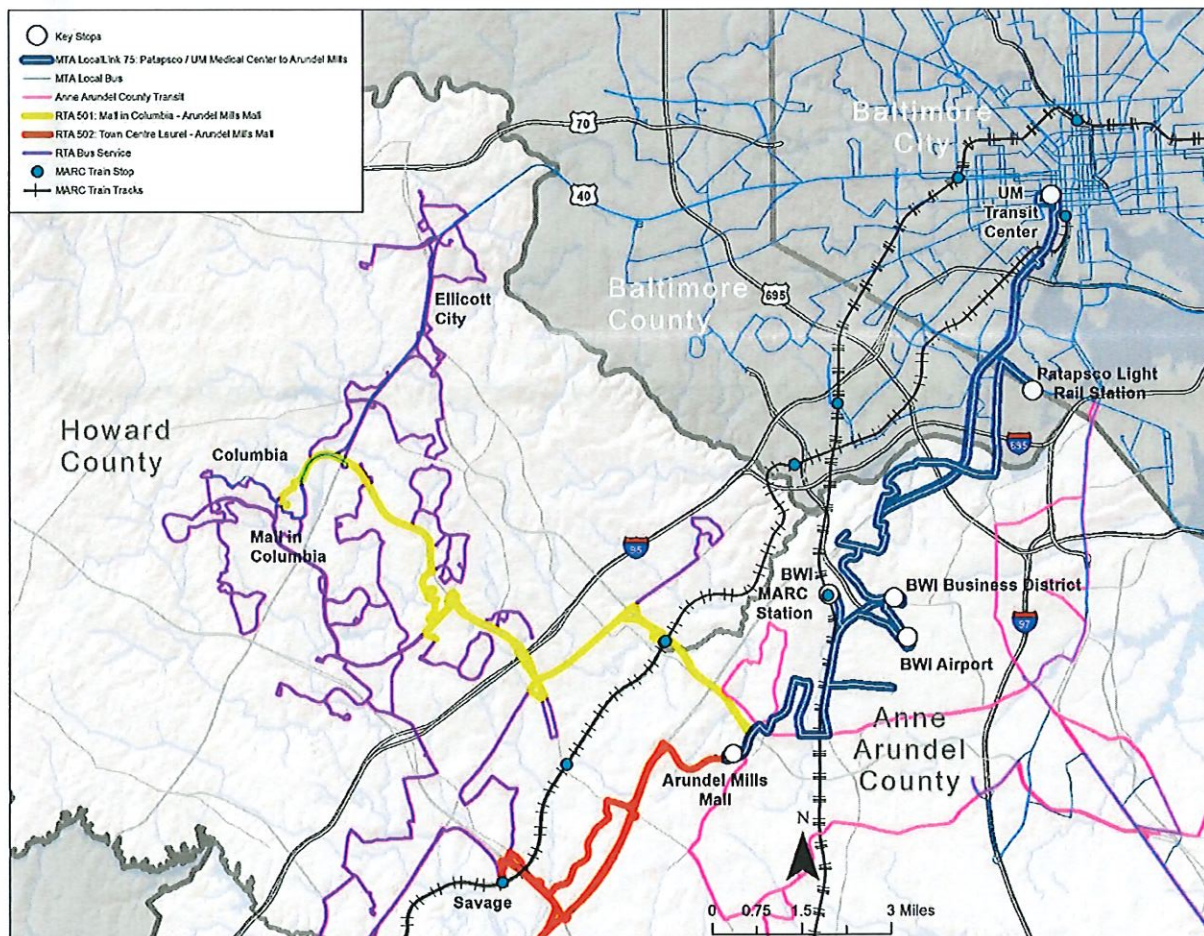 Key Stops
MTA LocalLink 75: Patapsco / UM Medical Center to Arundel Mills
MTA Local Bus
Anne Arundel County Transit
RTA 501: Mall in Columbia - Arundel Mills Mall
RTA 502: Town Centre Laurel - Arundel Mills Mall
RTA Bus Service
MARC Train Stop
MARC Train Tracks
70
40
Baltimore
City
UM
Transit
Center
Ellicott
City
Baltimore
County
695
Patapsco Light
Rail Station
695
Howard
County
Columbia
Mall in
Columbia
95
BWI
MARC
Station
BWI Business District
97
BWI Airport
Anne
Arundel
County
Arundel Mills
Mall
N
Savage
0 0.75 1.5 3 Miles